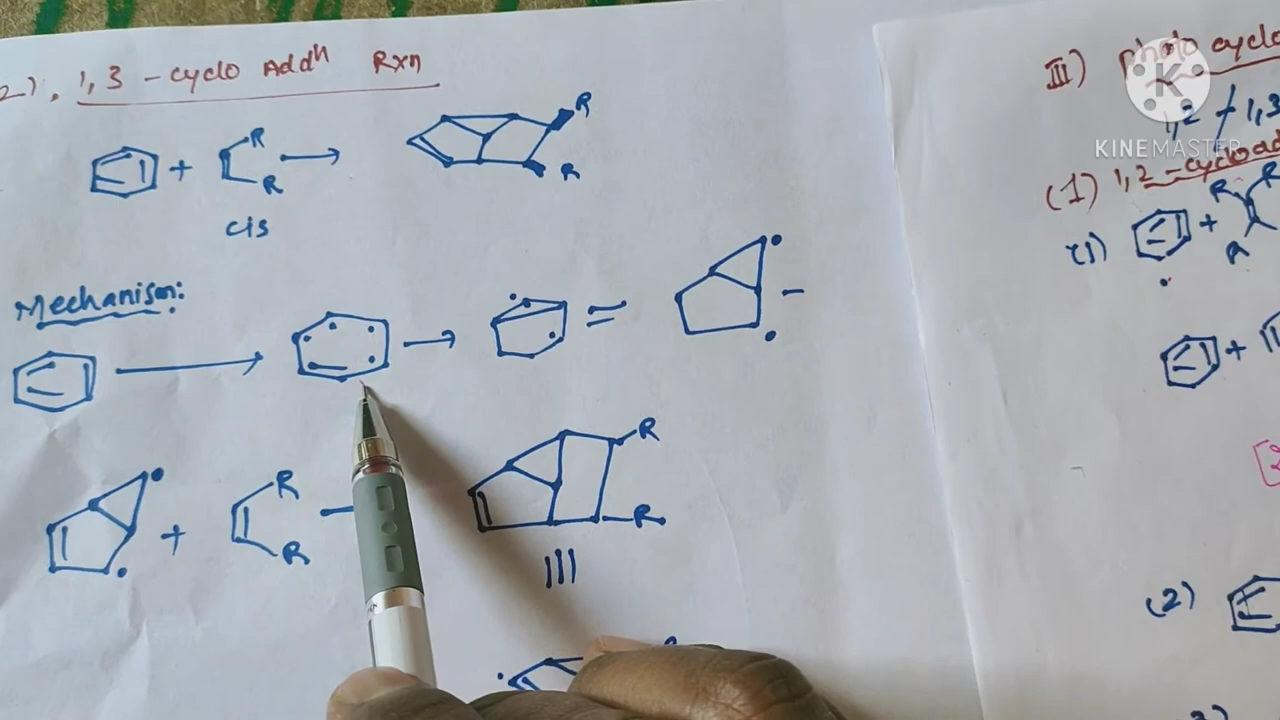 2). 1,3-cyclo Addⁿ Rxn
+ R R →
R R
cis
Mechanism:
→ → = -
+ R R -
R R
III) photo cyclo
1,2 / 1,3
(1) 1,2-cycload
(1) + R R R
+
(2)
KINEMASTER